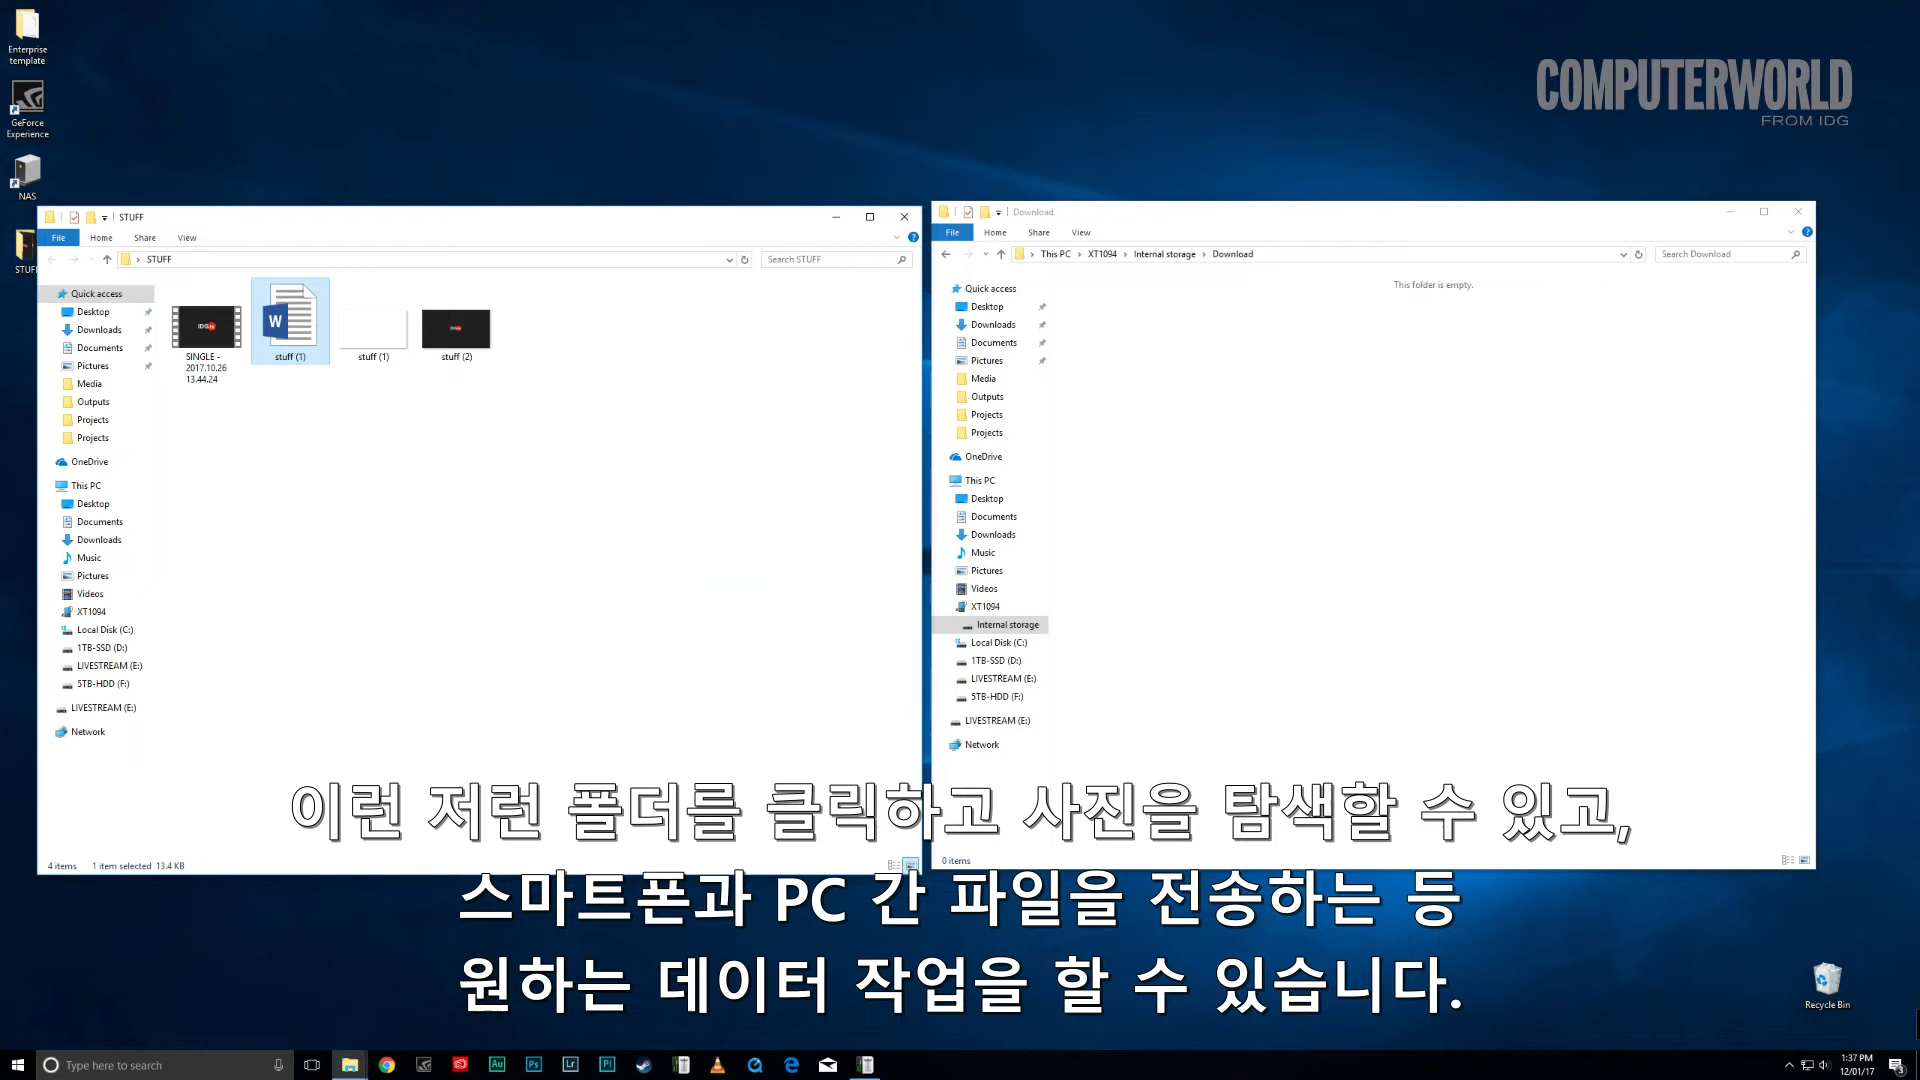 Enterprise
template
GeForce
Experience
NAS
COMPUTERWORLD
FROM IDG
STUFF
File Home Share View
STUFF
Search STUFF
Quick access
Desktop
Downloads
Documents
Pictures
Media
Outputs
Projects
Projects
OneDrive
This PC
Desktop
Documents
Downloads
Music
Pictures
Videos
XT1094
Local Disk (C:)
1TB-SSD (D:)
LIVESTREAM (E:)
5TB-HDD (F:)
LIVESTREAM (E:)
Network
IDG.tv
SINGLE -
2017.10.26
13.44.24
stuff (1)
stuff (1)
stuff (2)
4 items 1 item selected 13.4 KB
Download
File Home Share View
This PC > XT1094 > Internal storage > Download
Search Download
This folder is empty.
Quick access
Desktop
Downloads
Documents
Pictures
Media
Outputs
Projects
Projects
OneDrive
This PC
Desktop
Documents
Downloads
Music
Pictures
Videos
XT1094
Internal storage
Local Disk (C:)
1TB-SSD (D:)
LIVESTREAM (E:)
5TB-HDD (F:)
LIVESTREAM (E:)
Network
0 items
이런 저런 폴더를 클릭하고 사진을 탐색할 수 있고,
스마트폰과 PC 간 파일을 전송하는 등
원하는 데이터 작업을 할 수 있습니다.
Recycle Bin
Type here to search
Au Ps Lr Pl
1:37 PM
12/01/17
3